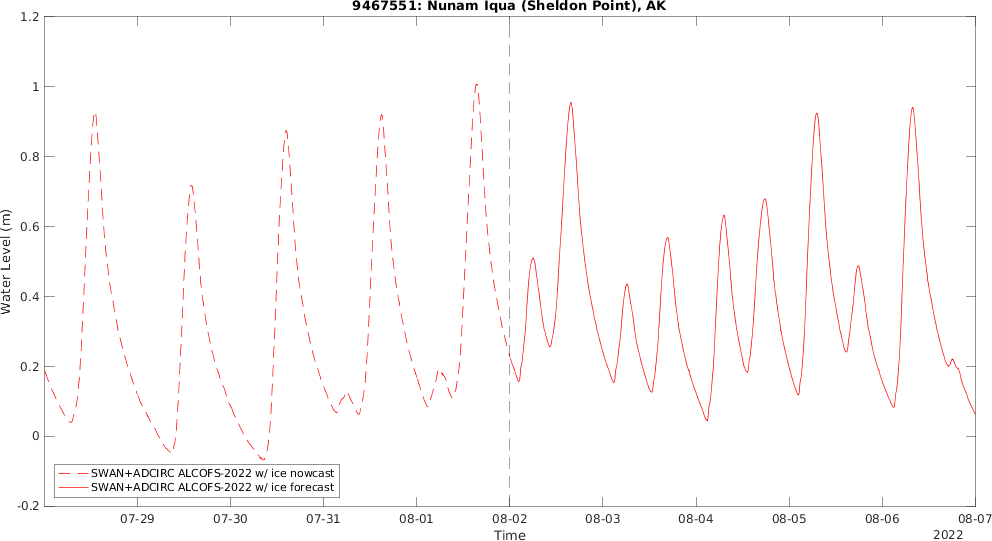 9467551: Nunam Iqua (Sheldon Point), AK
1.2
1
0.8
0.6
0.4
0.2
0
-0.2
Water Level (m)
SWAN+ADCIRC ALCOFS-2022 w/ ice nowcast
SWAN+ADCIRC ALCOFS-2022 w/ ice forecast
07-29 07-30 07-31 08-01 08-02 08-03 08-04 08-05 08-06 08-07
Time
2022